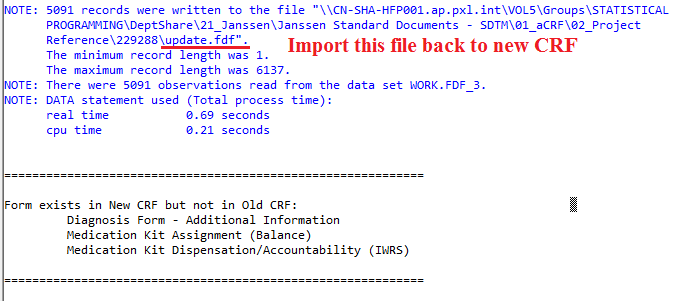 NOTE: 5091 records were written to the file "\\CN-SHA-HFP001.ap.pxl.int\VOL5\Groups\STATISTICAL
PROGRAMMING\DeptShare\21_Janssen\Janssen Standard Documents - SDTM\01_aCRF\02_Project
Reference\229288\update.fdf".
Import this file back to new CRF
The minimum record length was 1.
The maximum record length was 6137.
NOTE: There were 5091 observations read from the data set WORK.FDF_3.
NOTE: DATA statement used (Total process time):
real time 0.69 seconds
cpu time 0.21 seconds
============================================================
Form exists in New CRF but not in Old CRF:
Diagnosis Form - Additional Information
Medication Kit Assignment (Balance)
Medication Kit Dispensation/Accountability (IWRS)
============================================================